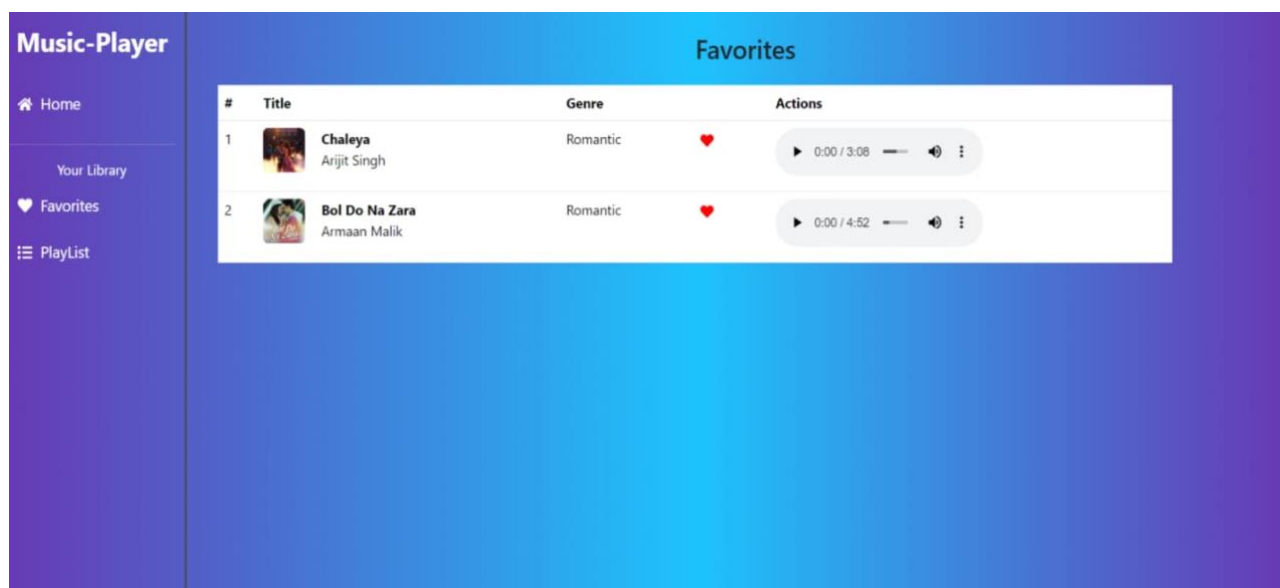 Music-Player
Home
Your Library
Favorites
PlayList
Favorites
# Title Genre Actions
1 Chaleya Romantic 0:00 / 3:08
Arijit Singh
2 Bol Do Na Zara Romantic 0:00 / 4:52
Armaan Malik